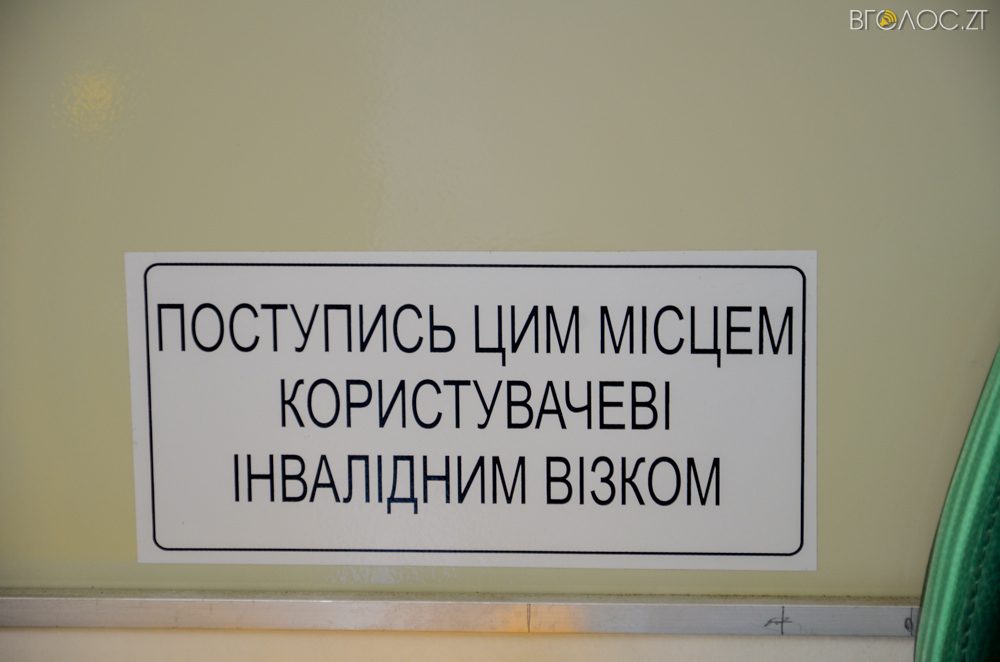 ВГОЛОС.ZT
ПОСТУПИСЬ ЦИМ МІСЦЕМ
КОРИСТУВАЧЕВІ
ІНВАЛІДНИМ ВІЗКОМ